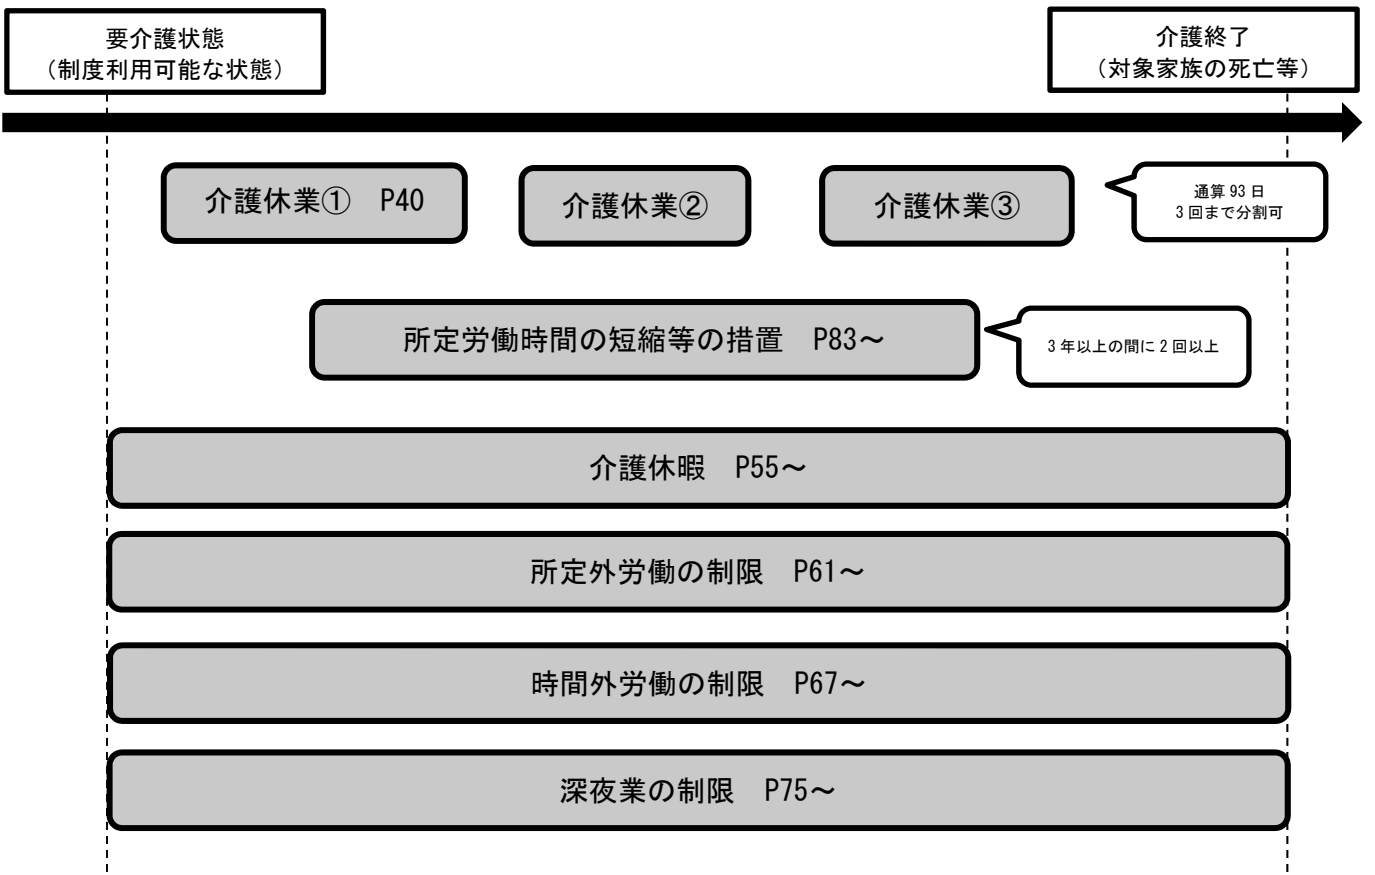 要介護状態
（制度利用可能な状態）
介護終了
（対象家族の死亡等）
介護休業①　P40
介護休業②
介護休業③
通算 93 日
3 回まで分割可
所定労働時間の短縮等の措置　P83～
3 年以上の間に 2 回以上
介護休暇　P55～
所定外労働の制限　P61～
時間外労働の制限　P67～
深夜業の制限　P75～